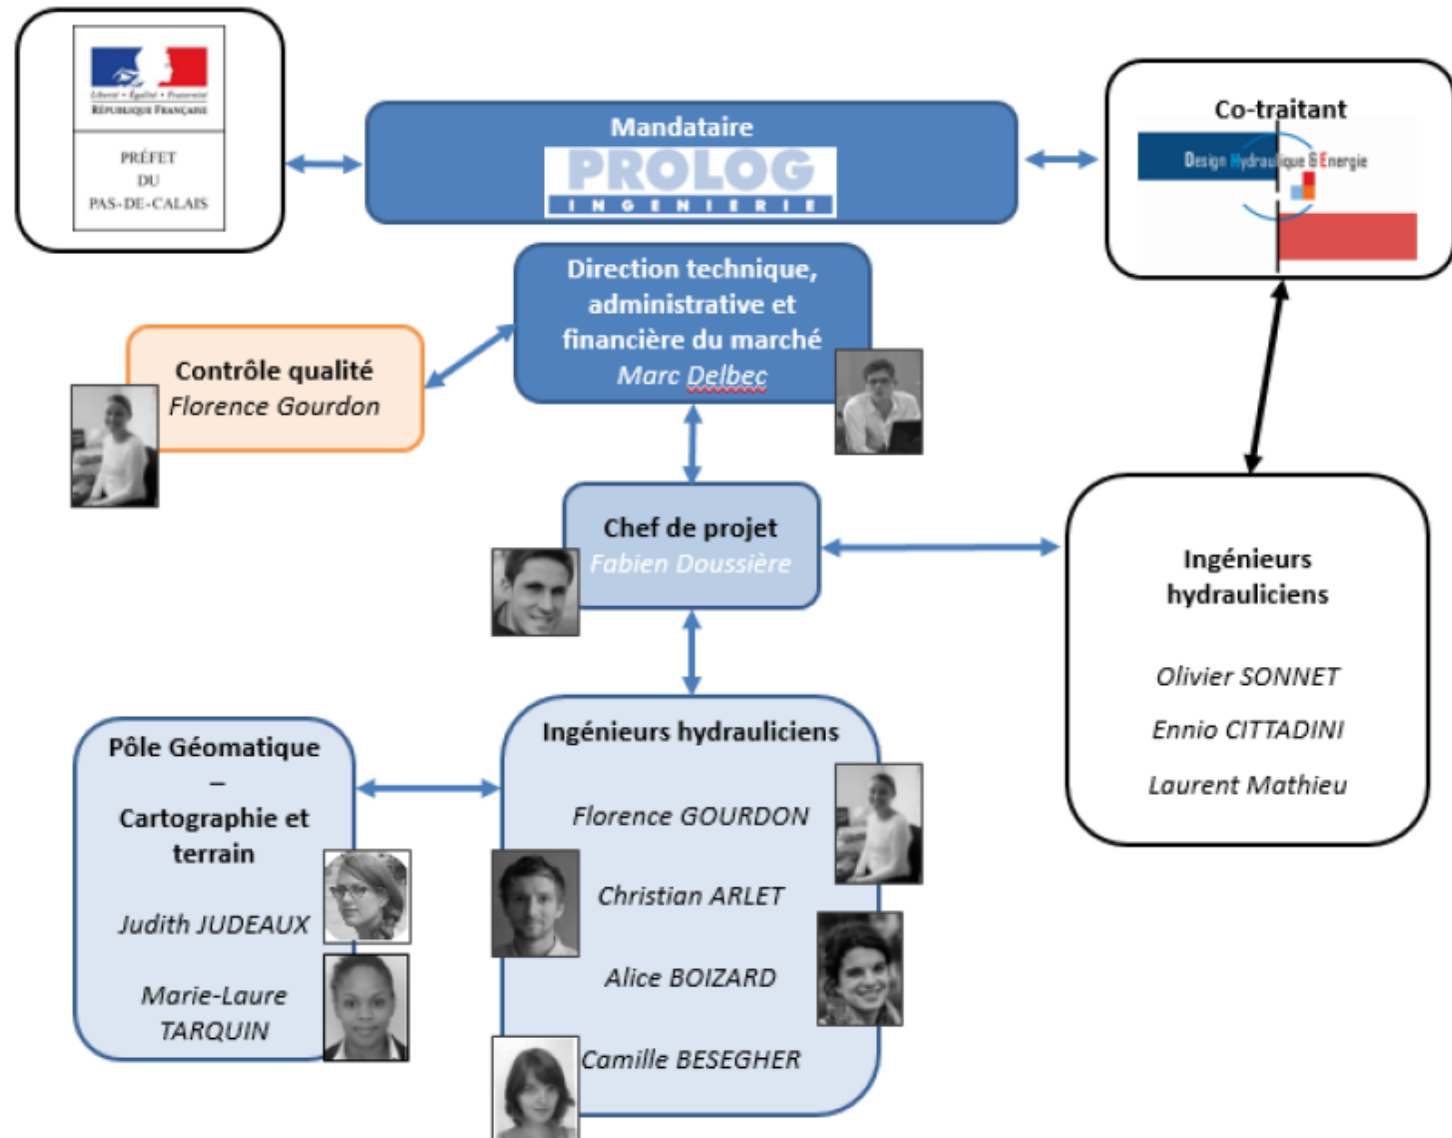 Liberté • Égalité • Fraternité
RÉPUBLIQUE FRANÇAISE
PRÉFET
DU
PAS-DE-CALAIS
Mandataire
PROLOG
INGENIERIE
Co-traitant
Design Hydraulique & Energie
Direction technique,
administrative et
financière du marché
Marc Delbec
Contrôle qualité
Florence Gourdon
Chef de projet
Fabien Doussière
Ingénieurs
hydrauliciens
Olivier SONNET
Ennio CITTADINI
Laurent Mathieu
Pôle Géomatique
–
Cartographie et
terrain
Judith JUDEAUX
Marie-Laure
TARQUIN
Ingénieurs hydrauliciens
Florence GOURDON
Christian ARLET
Alice BOIZARD
Camille BESEGHER